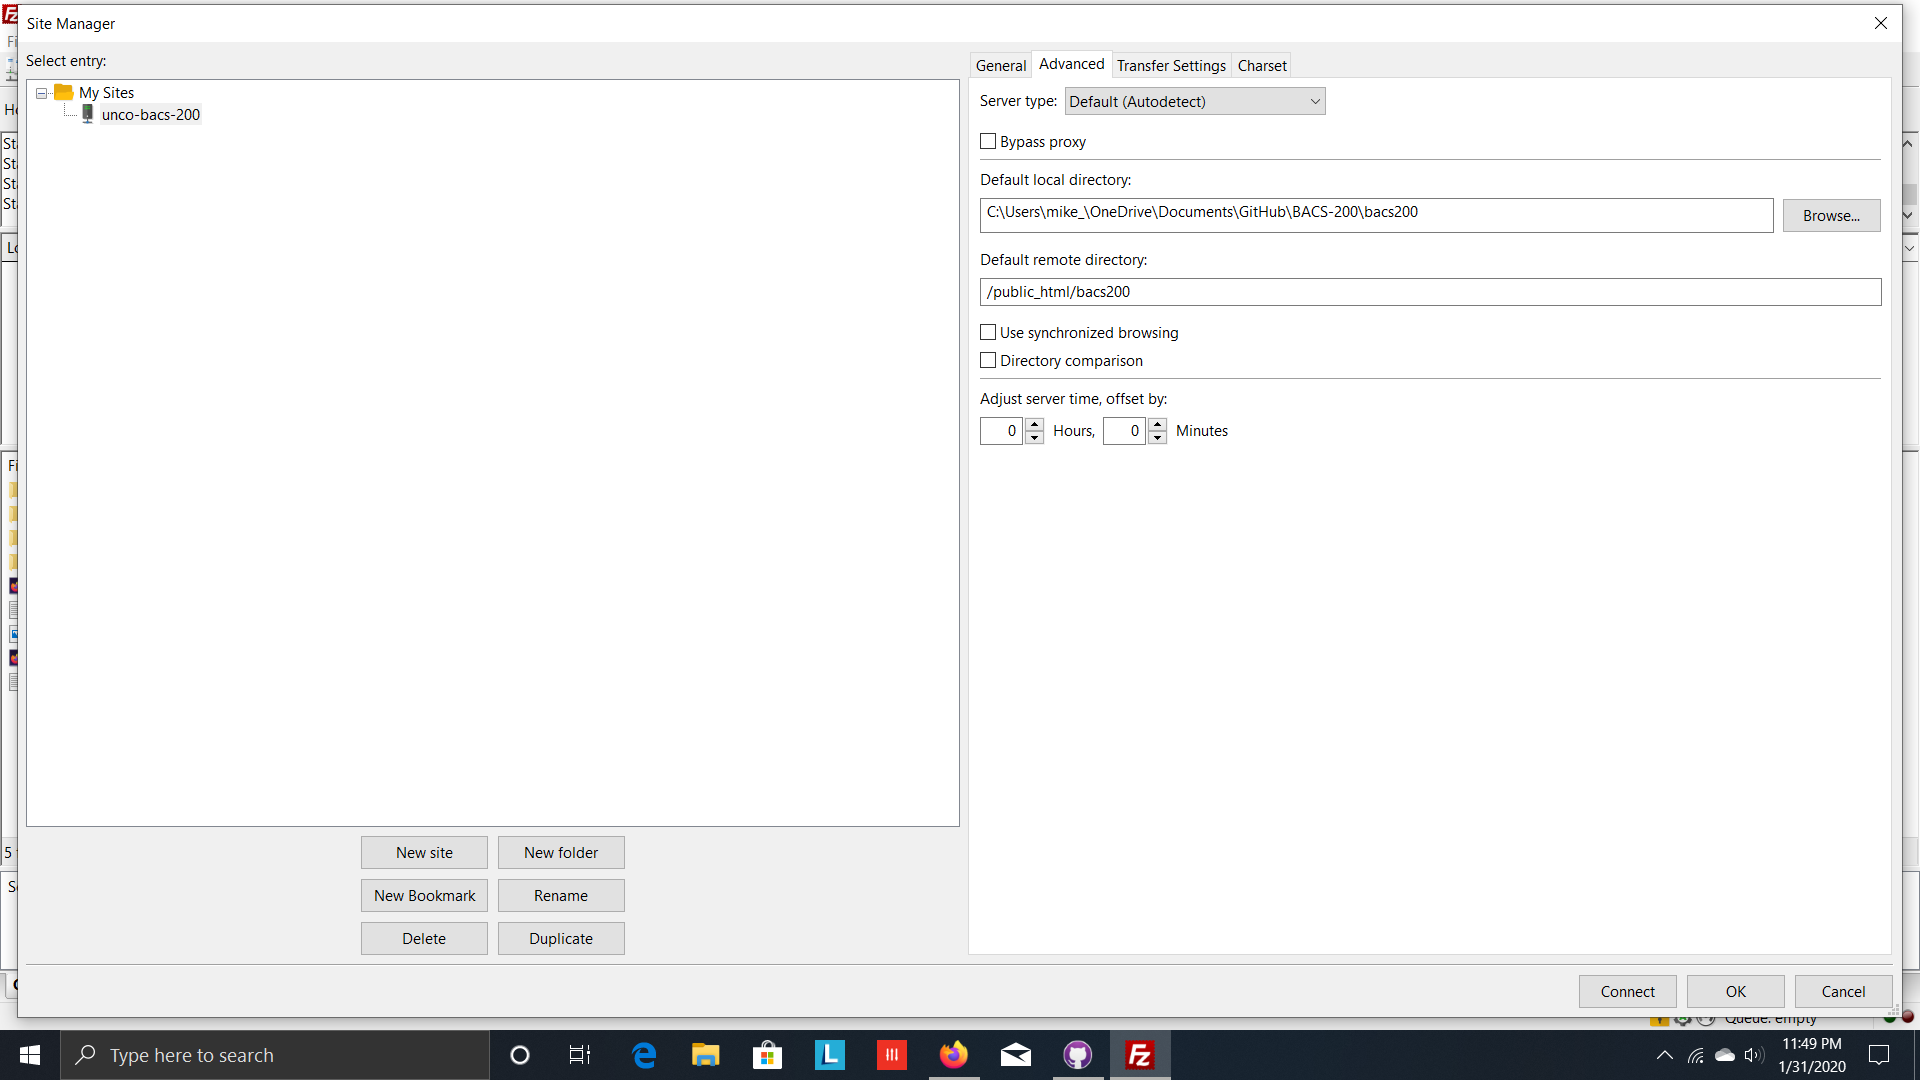 Site Manager
Select entry:
My Sites
unco-bacs-200
General
Advanced
Transfer Settings
Charset
Server type: Default (Autodetect)
Bypass proxy
Default local directory:
C:\Users\mike_\OneDrive\Documents\GitHub\BACS-200\bacs200
Browse...
Default remote directory:
/public_html/bacs200
Use synchronized browsing
Directory comparison
Adjust server time, offset by:
0 Hours, 0 Minutes
New site
New folder
New Bookmark
Rename
Delete
Duplicate
Connect
OK
Cancel
Queue: empty
Type here to search
11:49 PM
1/31/2020